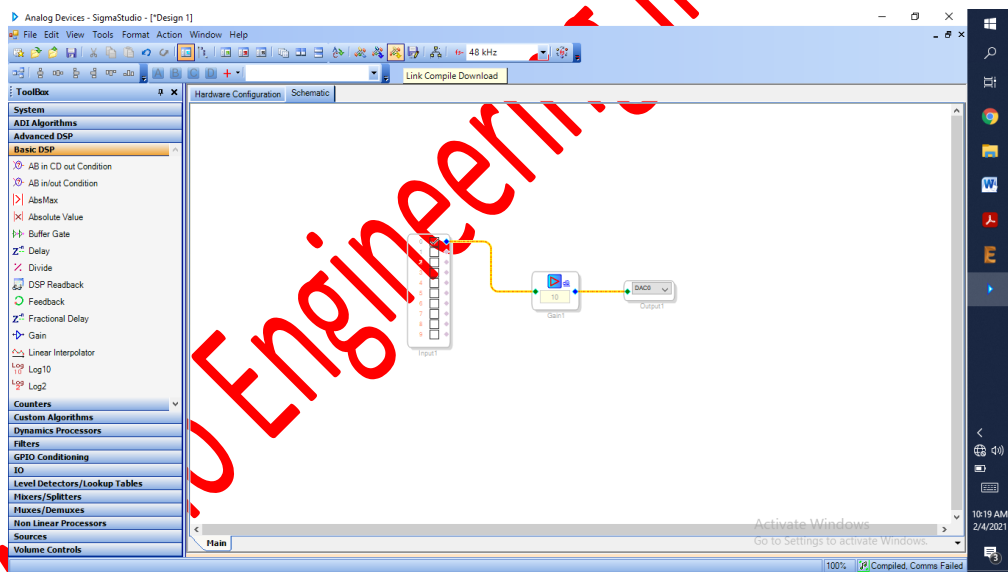 Analog Devices - SigmaStudio - [*Design 1]
File Edit View Tools Format Action Window Help
48 kHz
A B C D
Link Compile Download
ToolBox
Hardware Configuration Schematic
System
ADI Algorithms
Advanced DSP
Basic DSP
AB in CD out Condition
AB in/out Condition
AbsMax
Absolute Value
Buffer Gate
Delay
Divide
DSP Readback
Feedback
Fractional Delay
Gain
Linear Interpolator
Log10
Log2
Counters
Custom Algorithms
Dynamics Processors
Filters
GPIO Conditioning
IO
Level Detectors/Lookup Tables
Mixers/Splitters
Muxes/Demuxes
Non Linear Processors
Sources
Volume Controls
Input1
10
Gain1
DAC0
Output1
Engineerin
Main
Activate Windows
Go to Settings to activate Windows.
100% Compiled, Comms Failed
10:19 AM
2/4/2021
3